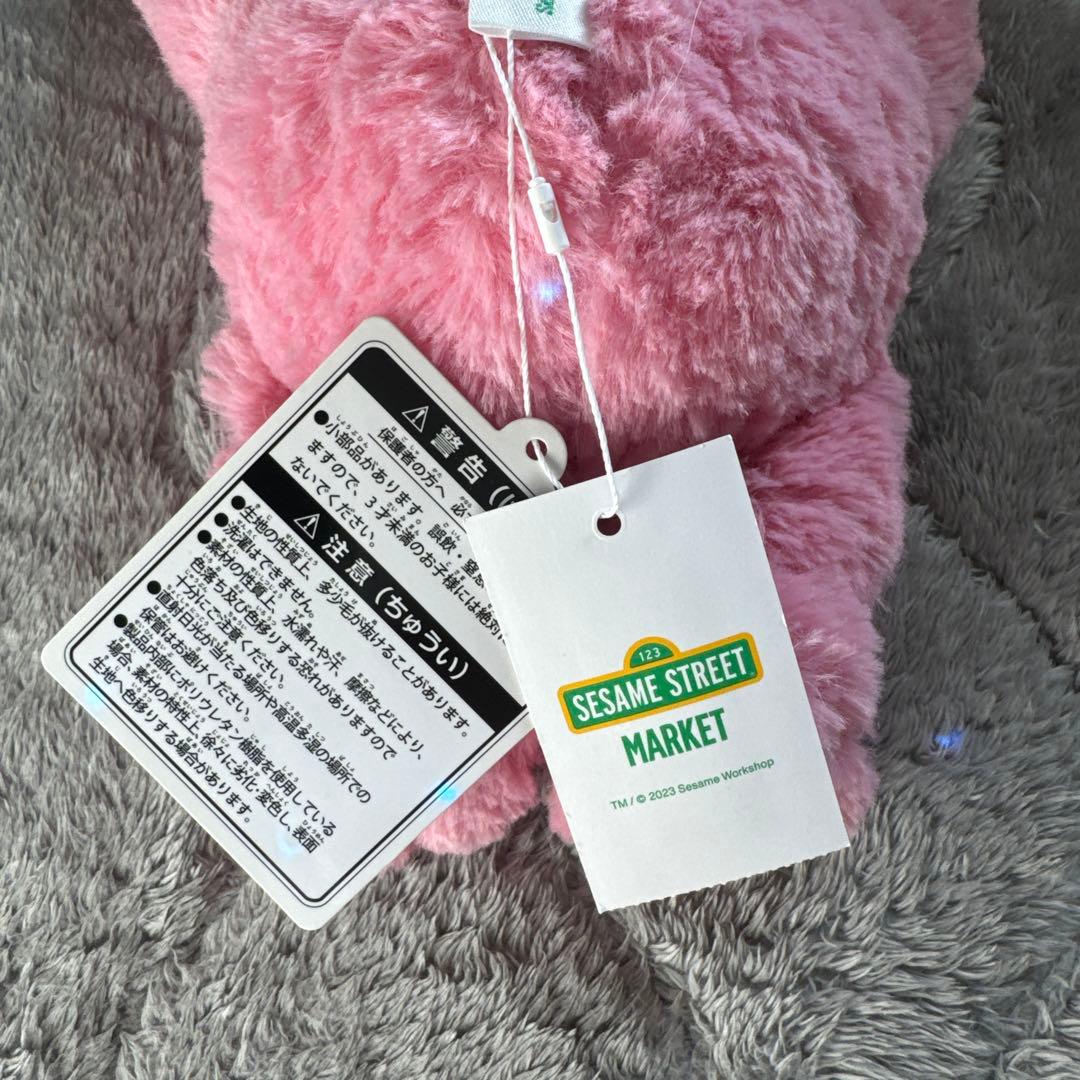 ⚠ 警告
保護者の方へ
●小部品があります。誤飲・窒息
ますので、3才未満のお子様には絶対に
ないでください。
⚠ 注意(ちゅうい)
●生地の性質上、多少毛が抜けることがあります。
●洗濯はできません。
●素材の性質上、水濡れや汗、摩擦などにより、
色落ち及び色移りする恐れがありますので
十分にご注意ください。
●直射日光が当たる場所や高温多湿の場所での
保管はお避けください。
●製品内部にポリウレタン樹脂を使用している
場合、素材の特性上、徐々に劣化・変色し、表面
生地へ色移りする場合があります。
123
SESAME STREET
MARKET
TM / © 2023 Sesame Workshop